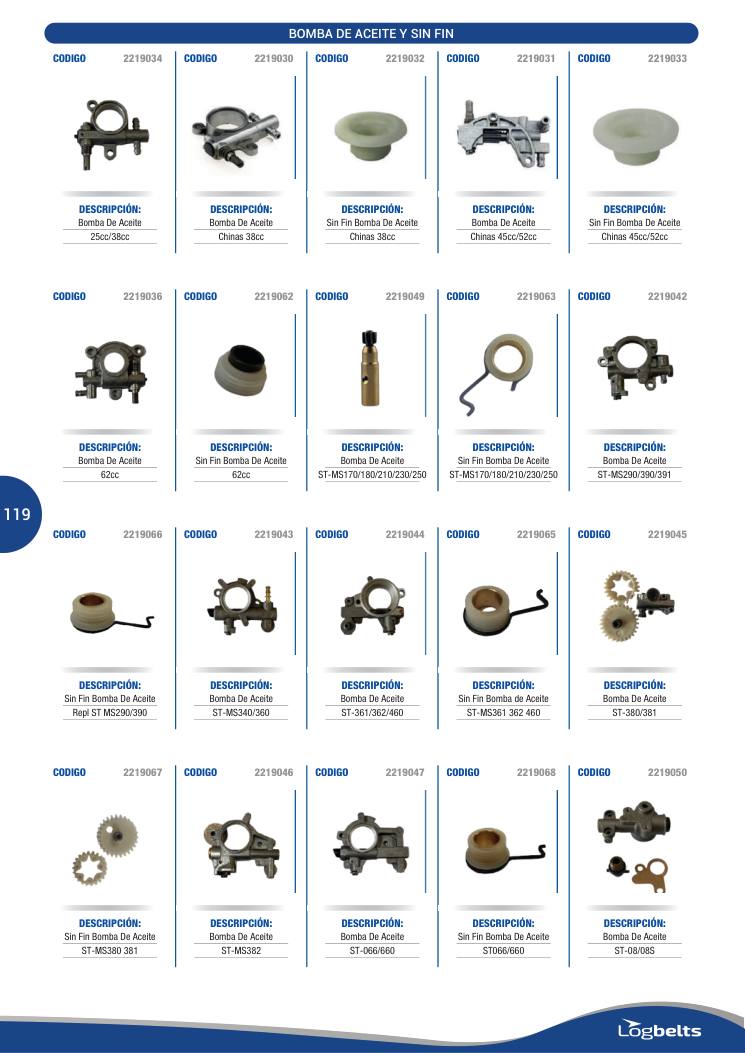 BOMBA DE ACEITE Y SIN FIN
CODIGO 2219034
DESCRIPCIÓN:
Bomba De Aceite
25cc/38cc
CODIGO 2219030
DESCRIPCIÓN:
Bomba De Aceite
Chinas 38cc
CODIGO 2219032
DESCRIPCIÓN:
Sin Fin Bomba De Aceite
Chinas 38cc
CODIGO 2219031
DESCRIPCIÓN:
Bomba De Aceite
Chinas 45cc/52cc
CODIGO 2219033
DESCRIPCIÓN:
Sin Fin Bomba De Aceite
Chinas 45cc/52cc
CODIGO 2219036
DESCRIPCIÓN:
Bomba De Aceite
62cc
CODIGO 2219062
DESCRIPCIÓN:
Sin Fin Bomba De Aceite
62cc
CODIGO 2219049
DESCRIPCIÓN:
Bomba De Aceite
ST-MS170/180/210/230/250
CODIGO 2219063
DESCRIPCIÓN:
Sin Fin Bomba De Aceite
ST-MS170/180/210/230/250
CODIGO 2219042
DESCRIPCIÓN:
Bomba De Aceite
ST-MS290/390/391
119
CODIGO 2219066
DESCRIPCIÓN:
Sin Fin Bomba De Aceite
Repl ST MS290/390
CODIGO 2219043
DESCRIPCIÓN:
Bomba De Aceite
ST-MS340/360
CODIGO 2219044
DESCRIPCIÓN:
Bomba De Aceite
ST-361/362/460
CODIGO 2219065
DESCRIPCIÓN:
Sin Fin Bomba de Aceite
ST-MS361 362 460
CODIGO 2219045
DESCRIPCIÓN:
Bomba De Aceite
ST-380/381
CODIGO 2219067
DESCRIPCIÓN:
Sin Fin Bomba De Aceite
ST-MS380 381
CODIGO 2219046
DESCRIPCIÓN:
Bomba De Aceite
ST-MS382
CODIGO 2219047
DESCRIPCIÓN:
Bomba De Aceite
ST-066/660
CODIGO 2219068
DESCRIPCIÓN:
Sin Fin Bomba De Aceite
ST066/660
CODIGO 2219050
DESCRIPCIÓN:
Bomba De Aceite
ST-08/08S
Logbelts